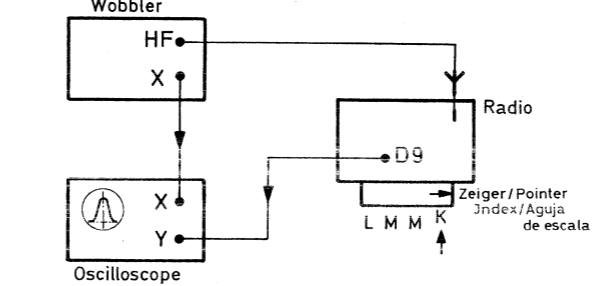 Wobbler
HF
X
Radio
D9
Zeiger/Pointer
Jndex/Aguja
de escala
L M M K
X
Y
Oscilloscope